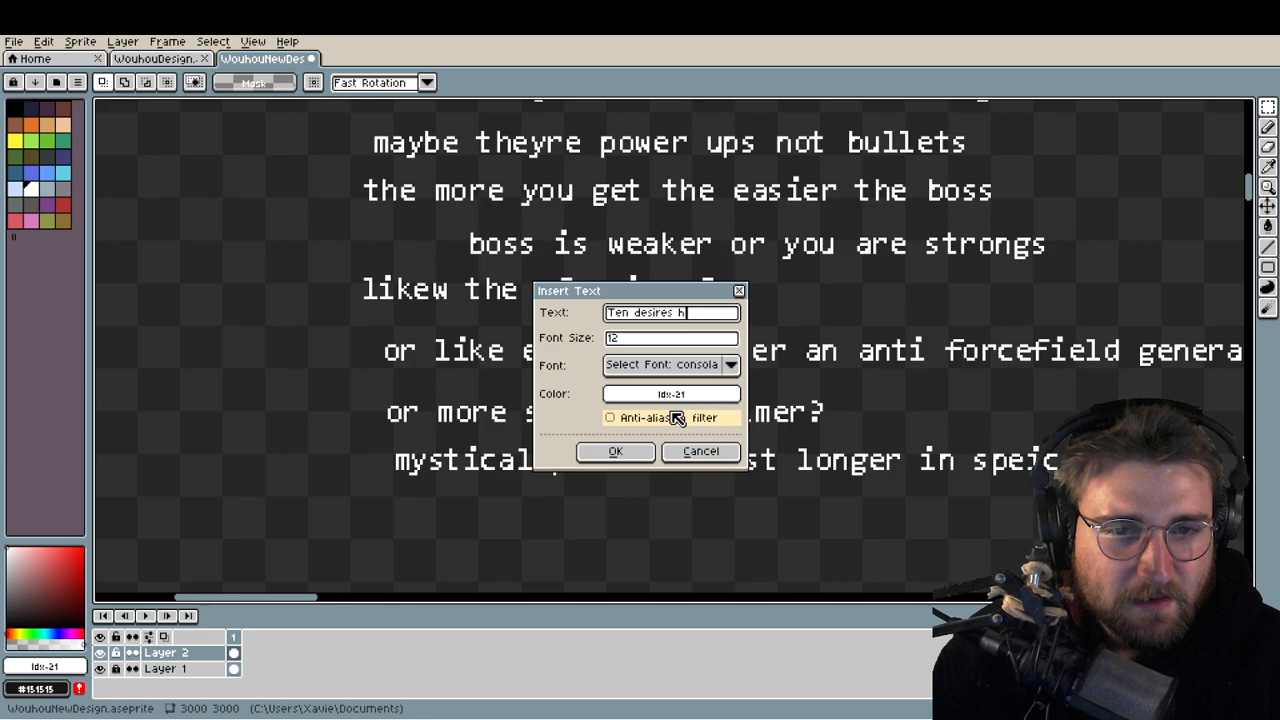 File Edit Sprite Layer Frame Select View Help
Home WouhouDesign. WouhouNewDes
Mask Fast Rotation
maybe theyre power ups not bullets
the more you get the easier the boss
boss is weaker or you are strongs
likew the
or like e er an anti forcefield genera
or more s mer?
mystical st longer in speic
Insert Text
Text: Ten desires h
Font Size: 12
Font: Select Font: consola
Color: Idx-21
Anti-alias filter
OK Cancel
1
Layer 2
Layer 1
Idx-21
#151515
WouhouNewDesign.aseprite 3000 3000 (C:\Users\Xavie\Documents)